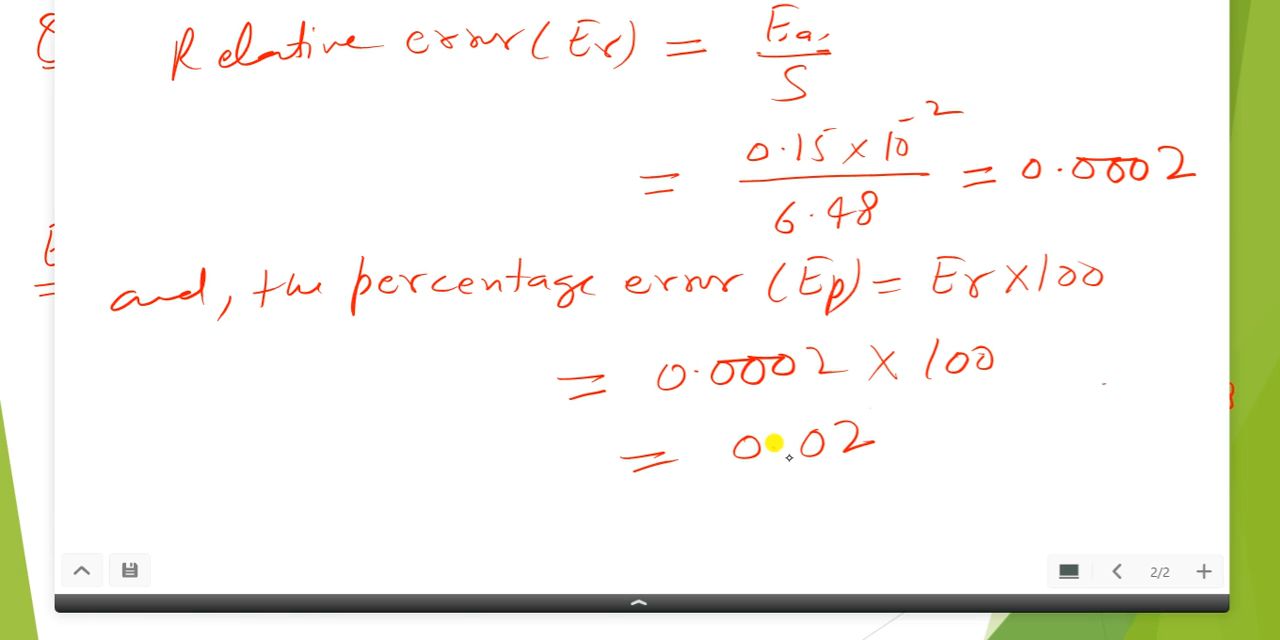 Relative error (Er) = Ea / S
= 0.15 × 10⁻² / 6.48 = 0.0002
and, the percentage error (Ep) = Er × 100
= 0.0002 × 100
= 0.02
2/2